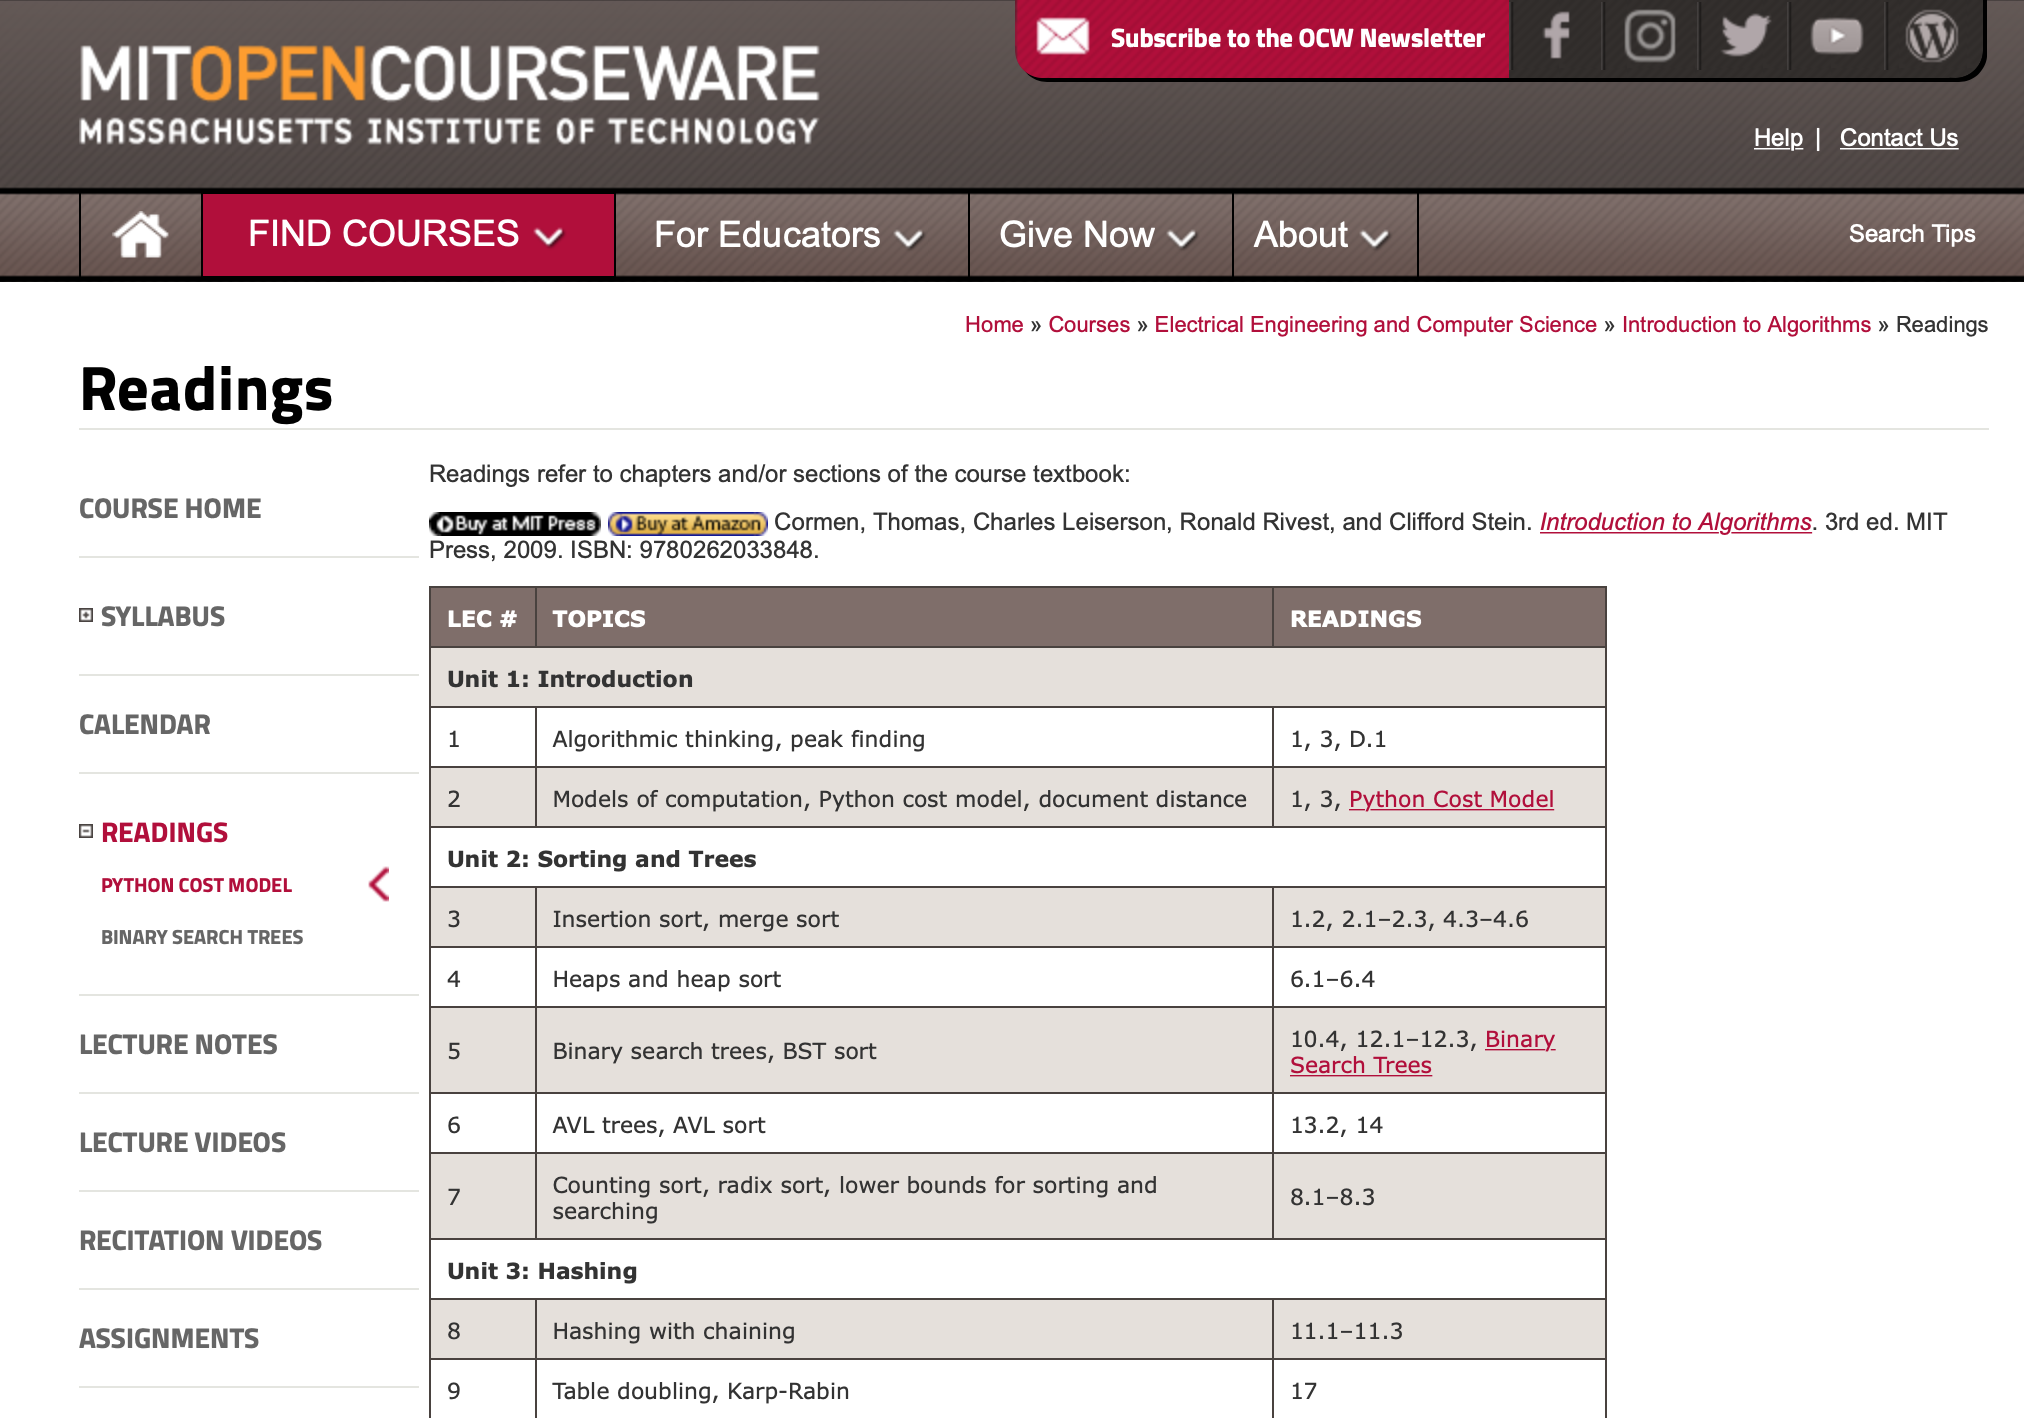 MITOPENCOURSEWARE
MASSACHUSETTS INSTITUTE OF TECHNOLOGY
Subscribe to the OCW Newsletter
Help | Contact Us
FIND COURSES
For Educators
Give Now
About
Search Tips
Home » Courses » Electrical Engineering and Computer Science » Introduction to Algorithms » Readings
Readings
COURSE HOME
SYLLABUS
CALENDAR
READINGS
PYTHON COST MODEL
BINARY SEARCH TREES
LECTURE NOTES
LECTURE VIDEOS
RECITATION VIDEOS
ASSIGNMENTS
Readings refer to chapters and/or sections of the course textbook:
Buy at MIT Press Buy at Amazon Cormen, Thomas, Charles Leiserson, Ronald Rivest, and Clifford Stein. Introduction to Algorithms. 3rd ed. MIT
Press, 2009. ISBN: 9780262033848.
LEC # TOPICS READINGS
Unit 1: Introduction
1 Algorithmic thinking, peak finding 1, 3, D.1
2 Models of computation, Python cost model, document distance 1, 3, Python Cost Model
Unit 2: Sorting and Trees
3 Insertion sort, merge sort 1.2, 2.1–2.3, 4.3–4.6
4 Heaps and heap sort 6.1–6.4
5 Binary search trees, BST sort 10.4, 12.1–12.3, Binary
Search Trees
6 AVL trees, AVL sort 13.2, 14
7 Counting sort, radix sort, lower bounds for sorting and
searching 8.1–8.3
Unit 3: Hashing
8 Hashing with chaining 11.1–11.3
9 Table doubling, Karp-Rabin 17